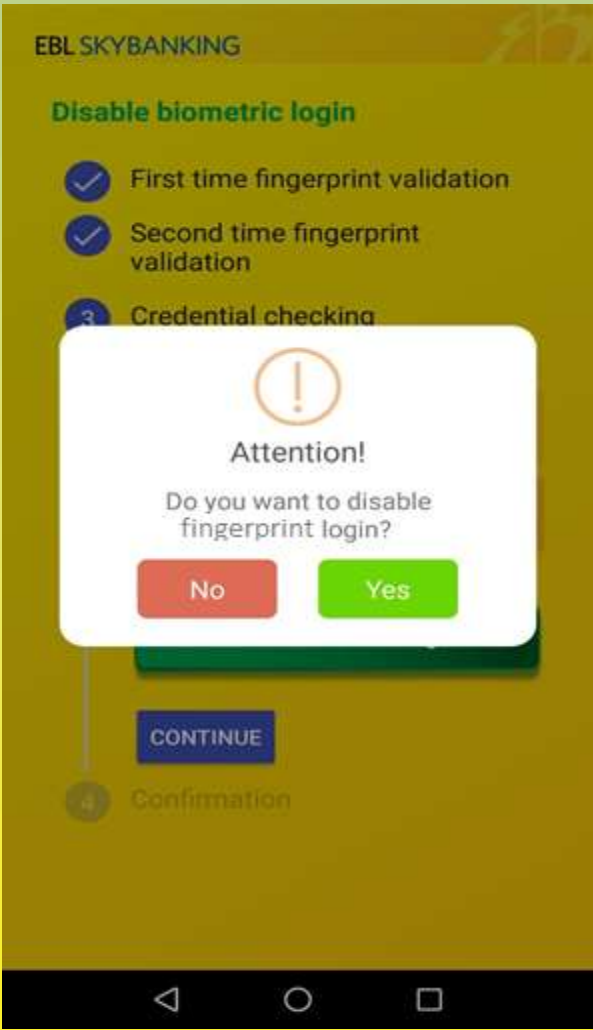 EBL SKYBANKING
Disable biometric login
First time fingerprint validation
Second time fingerprint
validation
3 Credential checking
Attention!
Do you want to disable
fingerprint login?
No Yes
CONTINUE
4 Confirmation